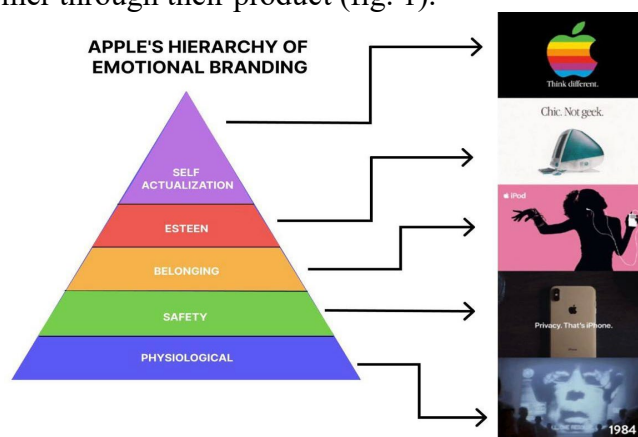 through their product (fig. 1).
APPLE'S HIERARCHY OF
EMOTIONAL BRANDING
Think different.
Chic. Not geek.
SELF
ACTUALIZATION
iPod
ESTEEN
BELONGING
SAFETY
Privacy. That's iPhone.
PHYSIOLOGICAL
1984